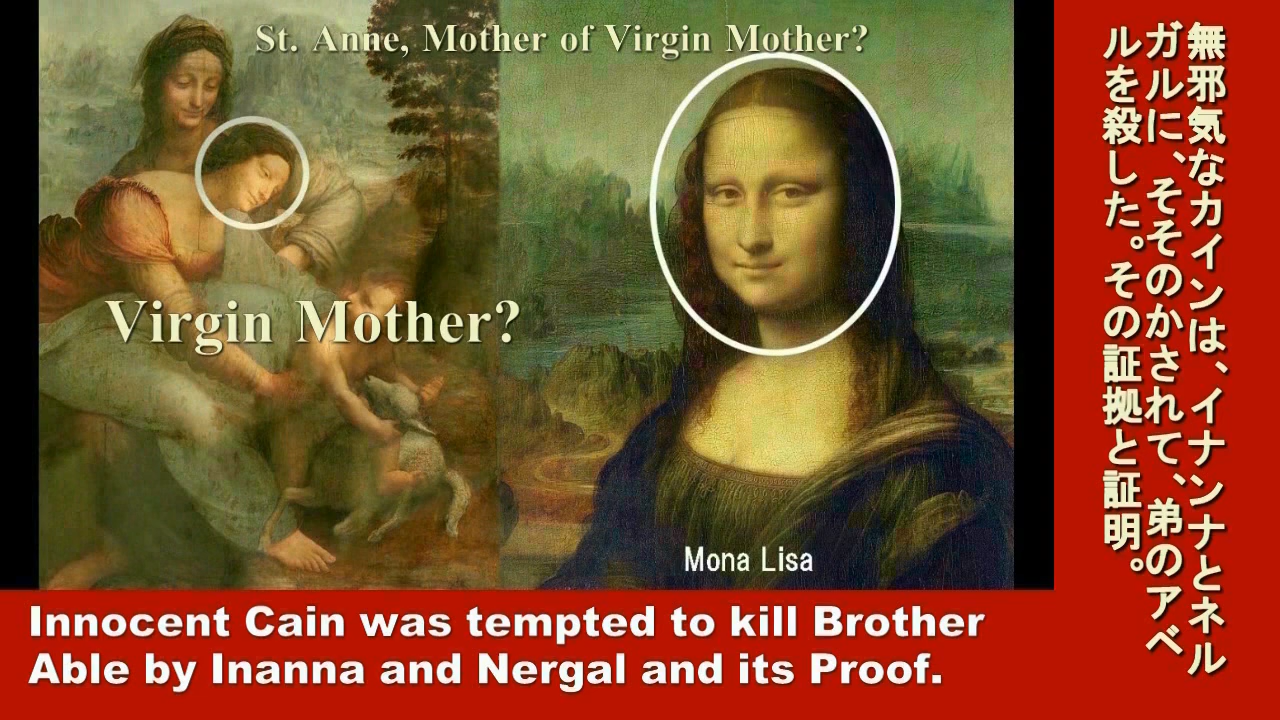 St. Anne, Mother of Virgin Mother?
Virgin Mother?
Mona Lisa
無邪気なカインは、イナンナとネル
ガルに、そそのかされて、弟のアベ
ルを殺した。その証拠と証明。
Innocent Cain was tempted to kill Brother
Able by Inanna and Nergal and its Proof.